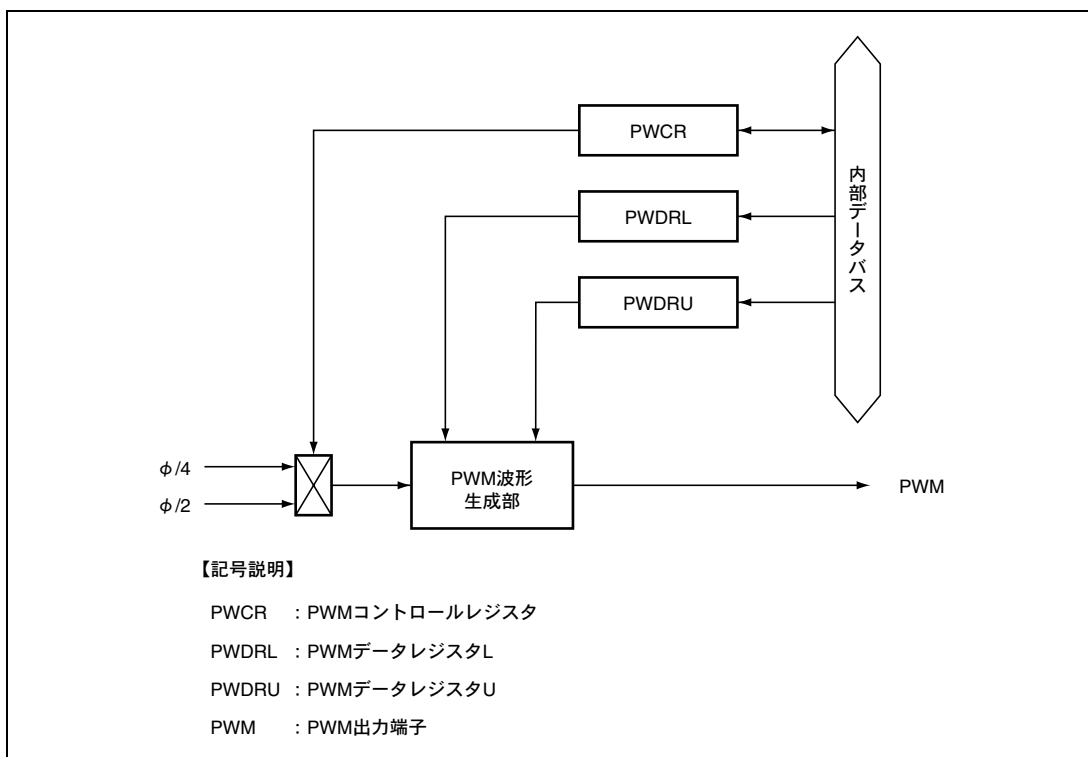 PWCR
PWDRL
PWDRU
内部データバス
φ/4
φ/2
PWM波形
生成部
PWM
【記号説明】
PWCR : PWMコントロールレジスタ
PWDRL : PWMデータレジスタL
PWDRU : PWMデータレジスタU
PWM : PWM出力端子